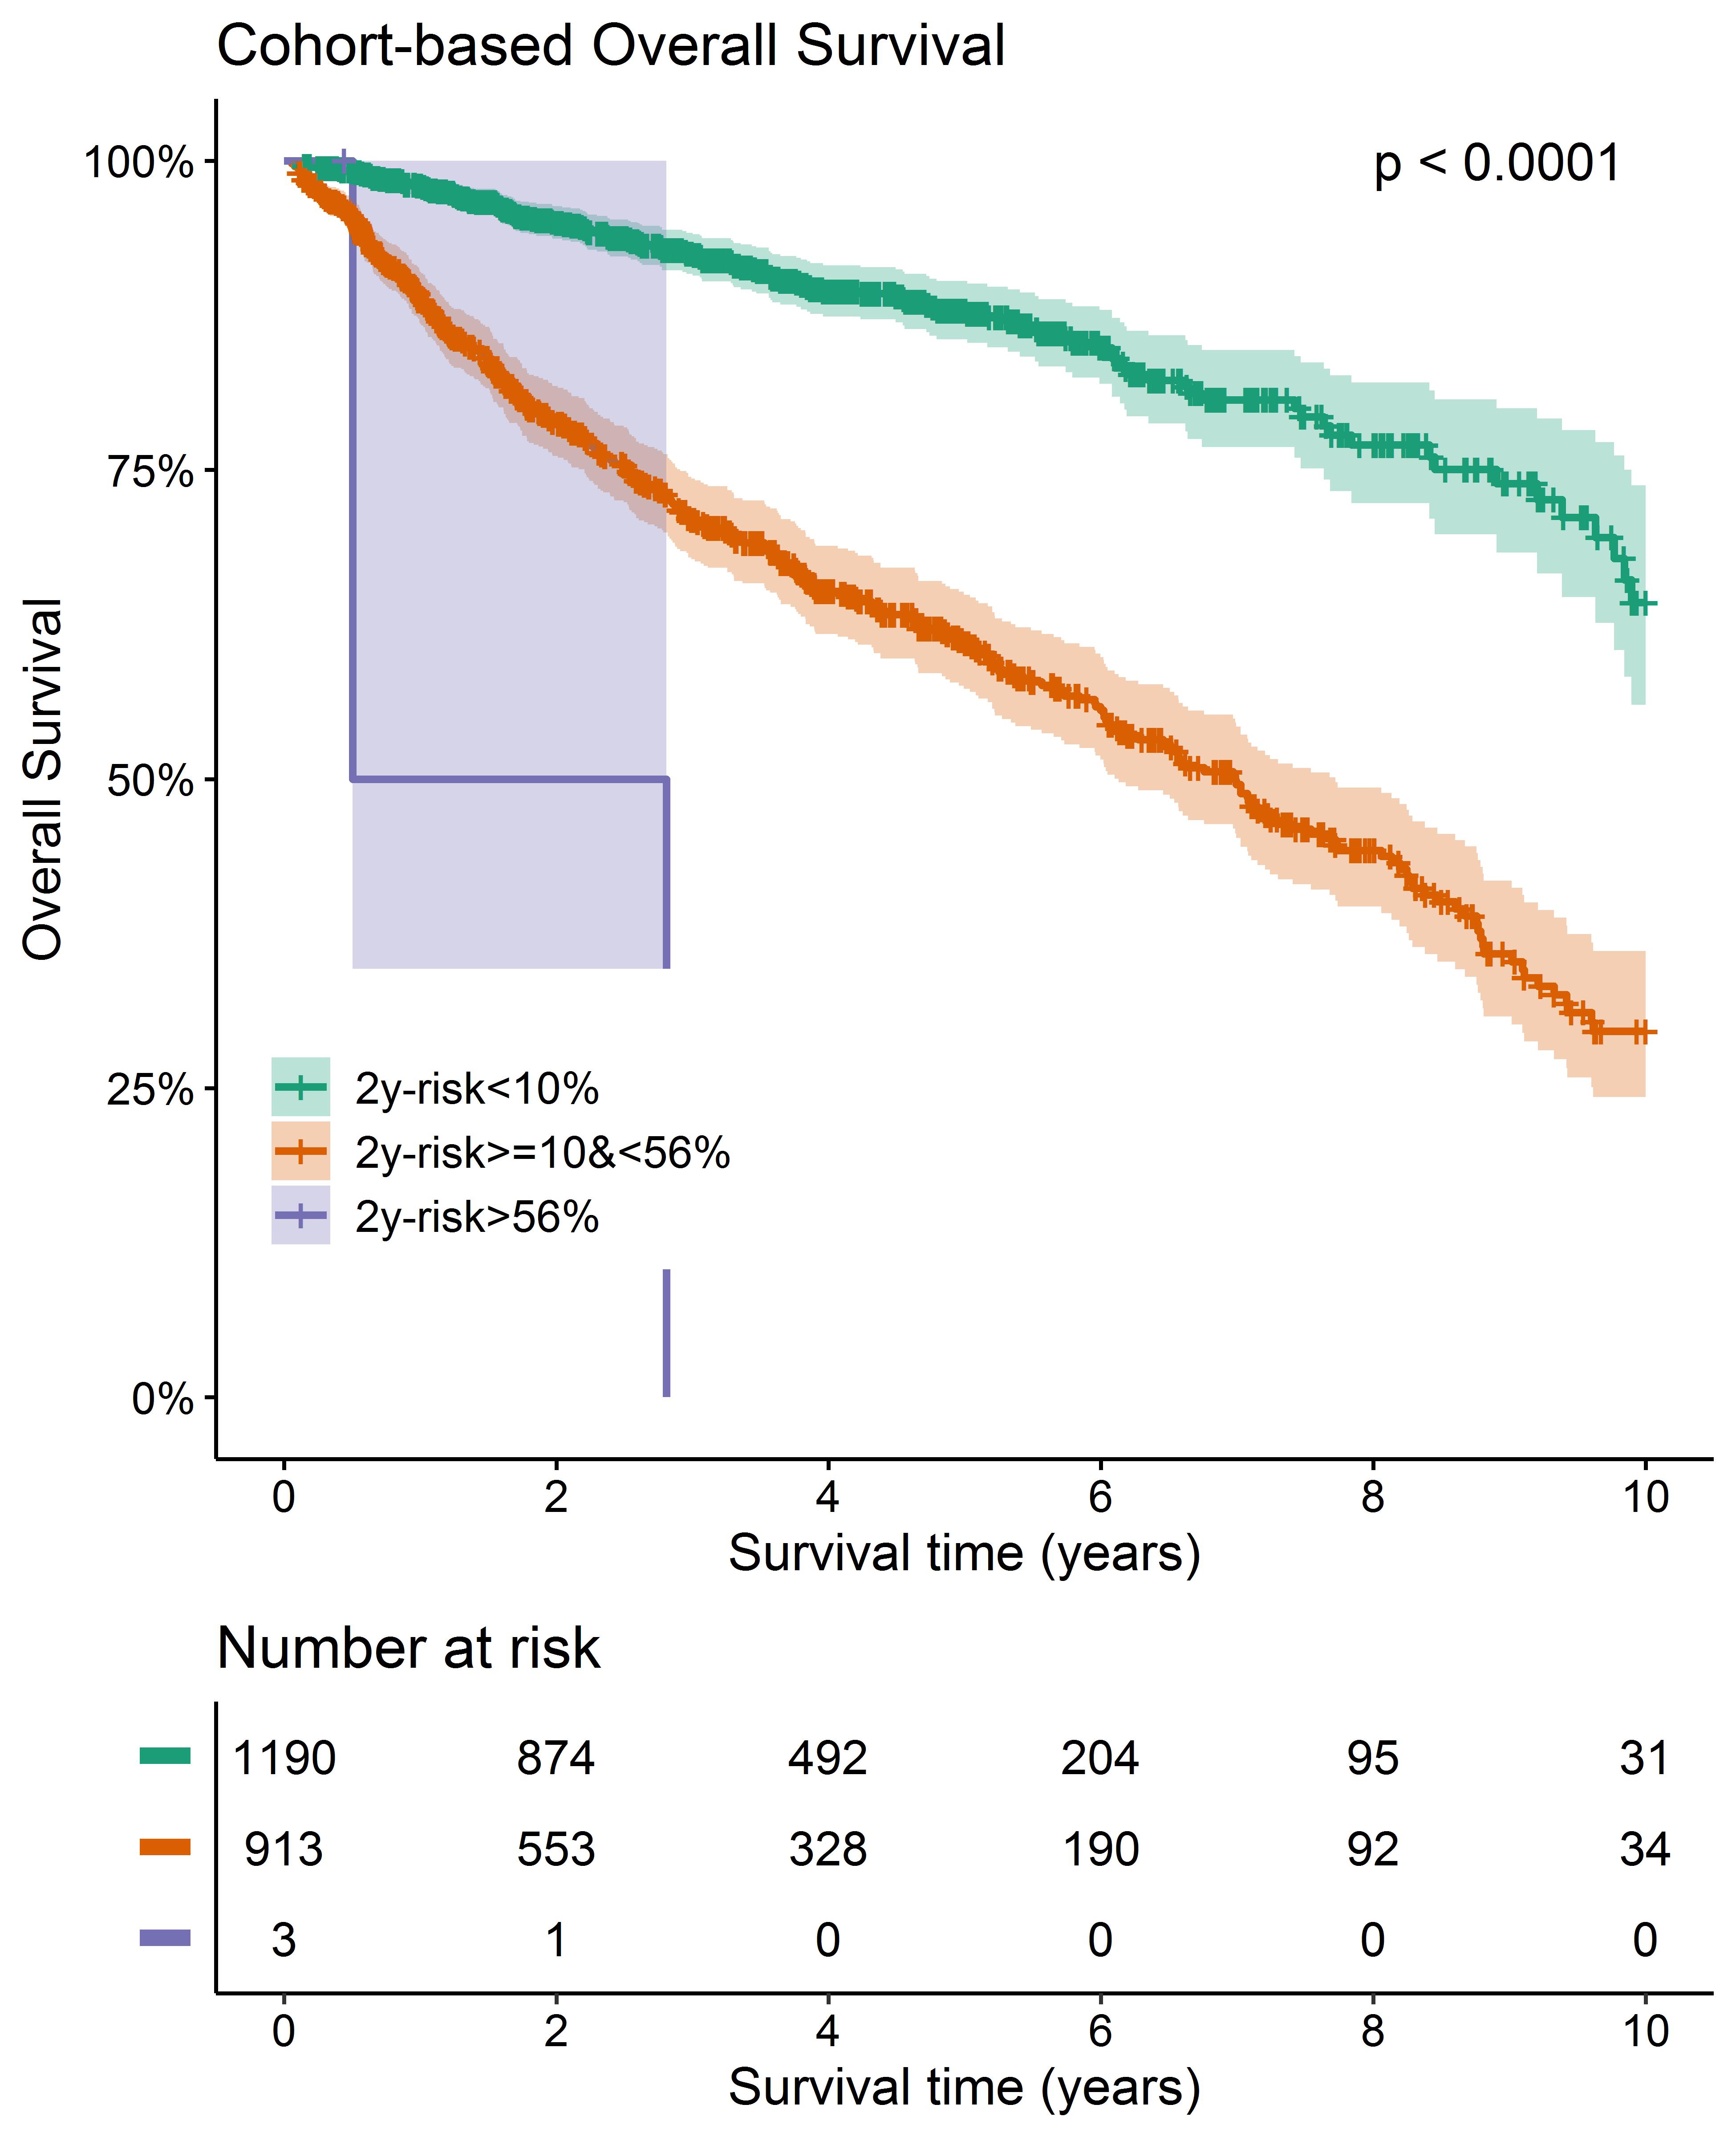 Cohort-based Overall Survival
p < 0.0001
100%
75%
50%
25%
0%
Overall Survival
2y-risk<10%
2y-risk>=10&<56%
2y-risk>56%
0 2 4 6 8 10
Survival time (years)
Number at risk
1190 874 492 204 95 31
913 553 328 190 92 34
3 1 0 0 0 0
0 2 4 6 8 10
Survival time (years)